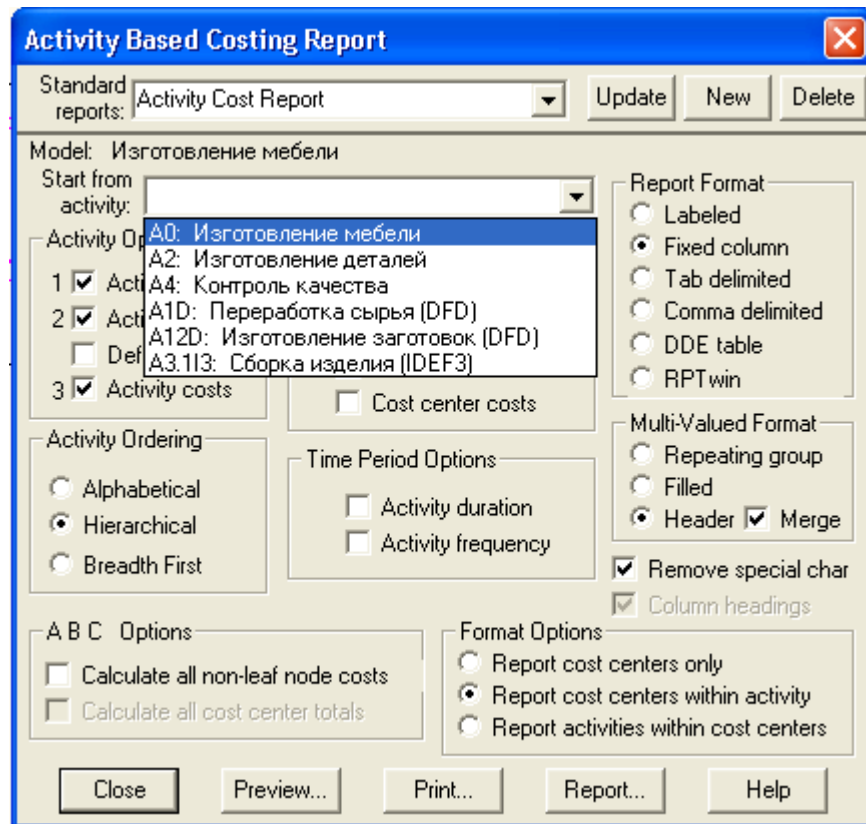 Activity Based Costing Report
Standard reports: Activity Cost Report Update New Delete
Model: Изготовление мебели
Start from activity:
A0: Изготовление мебели
A2: Изготовление деталей
A4: Контроль качества
A1D: Переработка сырья (DFD)
A12D: Изготовление заготовок (DFD)
A3.1I3: Сборка изделия (IDEF3)
Activity Op
1 Acti
2 Acti
Def
3 Activity costs
Cost center costs
Report Format
Labeled
Fixed column
Tab delimited
Comma delimited
DDE table
RPTwin
Activity Ordering
Alphabetical
Hierarchical
Breadth First
Time Period Options
Activity duration
Activity frequency
Multi-Valued Format
Repeating group
Filled
Header Merge
Remove special char
Column headings
A B C Options
Calculate all non-leaf node costs
Calculate all cost center totals
Format Options
Report cost centers only
Report cost centers within activity
Report activities within cost centers
Close Preview... Print... Report... Help